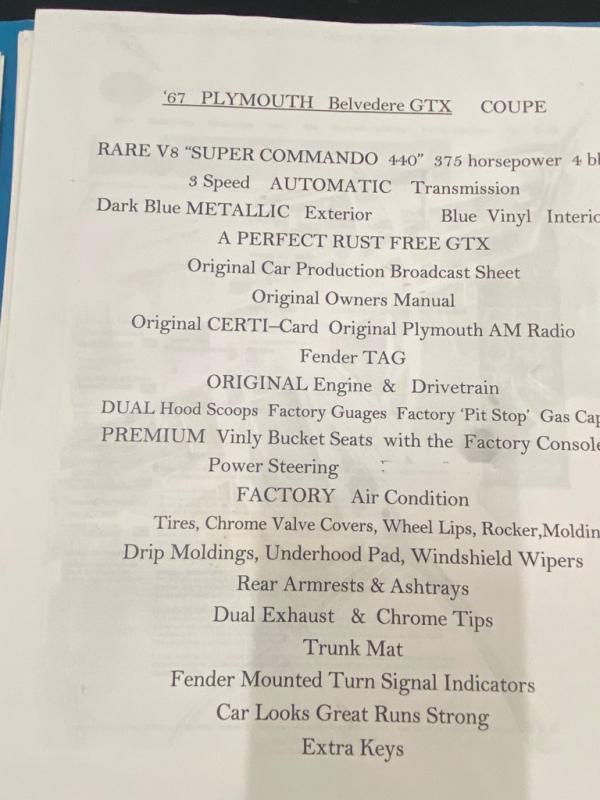 '67 PLYMOUTH Belvedere GTX COUPE
RARE V8 "SUPER COMMANDO 440" 375 horsepower 4
3 Speed AUTOMATIC Transmission
Dark Blue METALLIC Exterior Blue Vinyl
A PERFECT RUST FREE GTX
Original Car Production Broadcast Sheet
Original Owners Manual
Original CERTI–Card Original Plymouth AM Radio
Fender TAG
ORIGINAL Engine & Drivetrain
DUAL Hood Scoops Factory Guages Factory 'Pit Stop' Gas Cap
PREMIUM Vinly Bucket Seats with the Factory Console
Power Steering
FACTORY Air Condition
Tires, Chrome Valve Covers, Wheel Lips, Rocker,Moldin
Drip Moldings, Underhood Pad, Windshield Wipers
Rear Armrests & Ashtrays
Dual Exhaust & Chrome Tips
Trunk Mat
Fender Mounted Turn Signal Indicators
Car Looks Great Runs Strong
Extra Keys